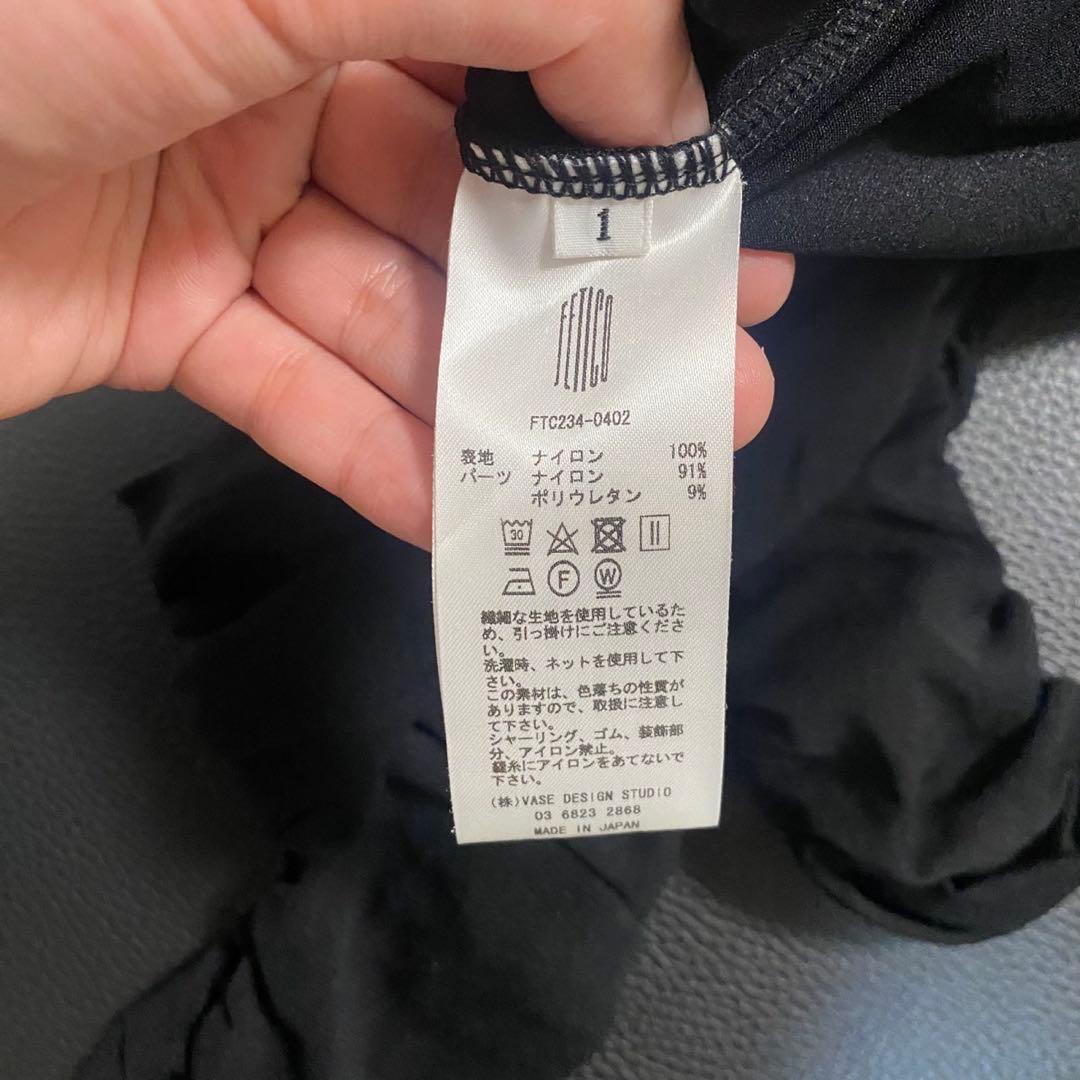 1
FETICO
FTC234-0402
表地 ナイロン 100%
パーツ ナイロン 91%
ポリウレタン 9%
30
F W
繊細な生地を使用しているた
め、引っ掛けにご注意くださ
い。
洗濯時、ネットを使用して下
さい。
この素材は、色落ちの性質が
ありますので、取扱に注意し
て下さい。
シャーリング、ゴム、装飾部
分、アイロン禁止。
縫糸にアイロンをあてないで
下さい。
(株)VASE DESIGN STUDIO
03 6823 2868
MADE IN JAPAN